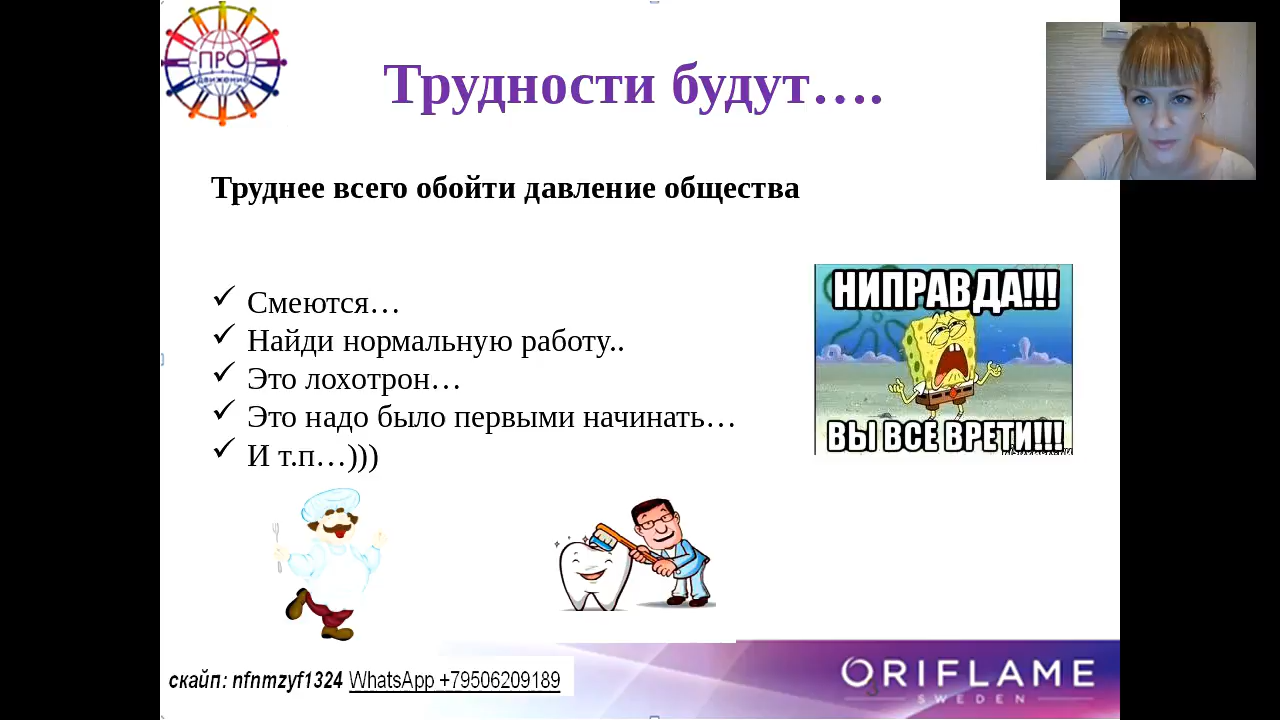 ПРО
движение
Трудности будут….
Труднее всего обойти давление общества
Смеются…
Найди нормальную работу..
Это лохотрон…
Это надо было первыми начинать…
И т.п…)))
НИПРАВДА!!!
ВЫ ВСЕ ВРЕТИ!!!
скайп: nfnmzyf1324 WhatsApp +79506209189
ORIFLAME
SWEDEN
3